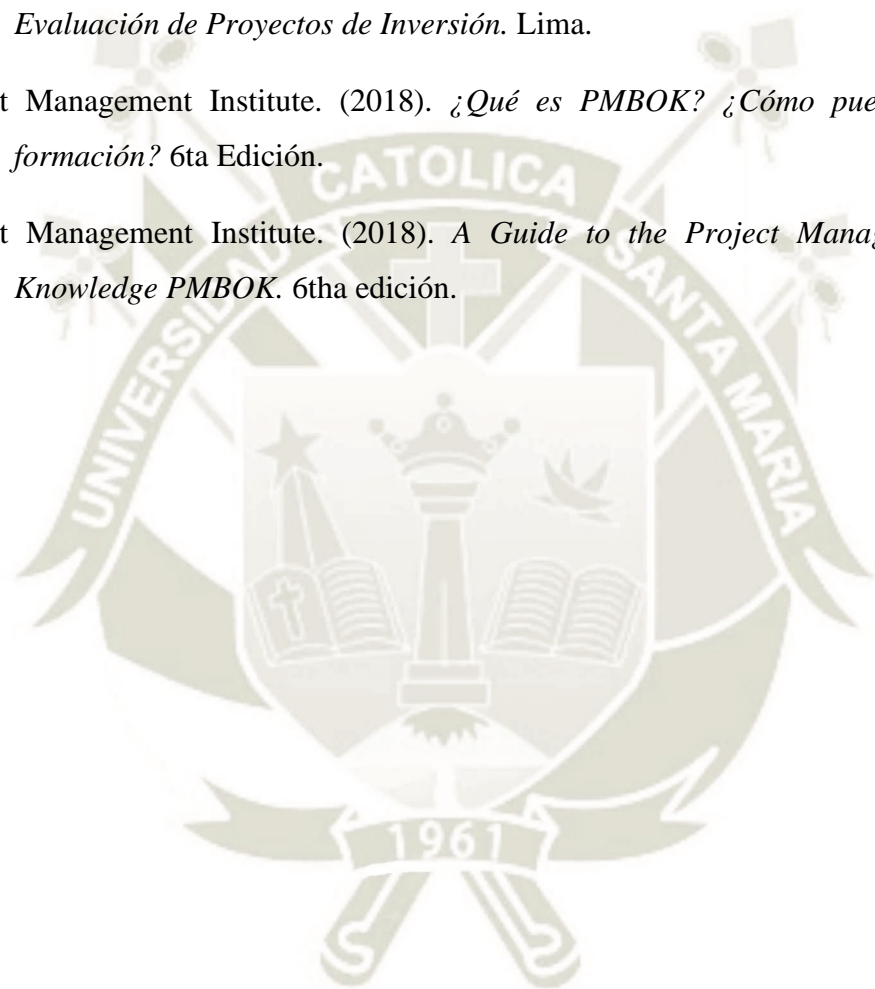 Evaluación de Proyectos de Inversión. Lima.
t Management Institute. (2018). ¿Qué es PMBOK? ¿Cómo pue
formación? 6ta Edición.
t Management Institute. (2018). A Guide to the Project Manag
Knowledge PMBOK. 6tha edición.
UNIVERSIDAD CATOLICA SANTA MARIA
1961